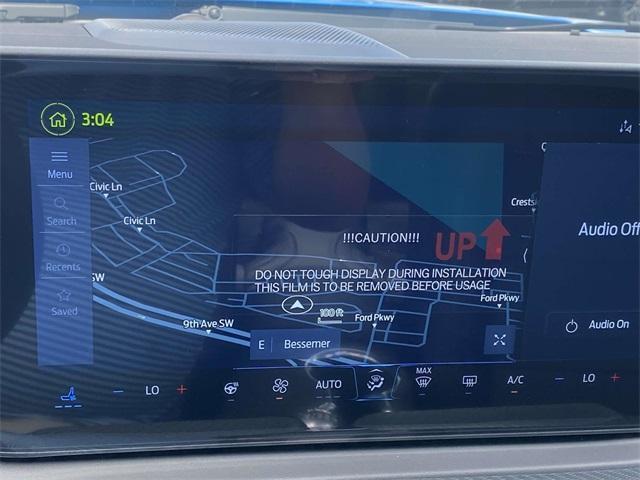 3:04
Menu
Civic Ln
Search
Civic Ln
Audio Off
!!!CAUTION!!!
UP
Recents
DO NOT TOUGH DISPLAY DURING INSTALLATION
THIS FILM IS TO BE REMOVED BEFORE USAGE
SW
Saved
100 ft
Ford Pkwy
Ford Pkwy
9th Ave SW
Audio On
E
Bessemer
MAX
LO
AUTO
A/C
LO